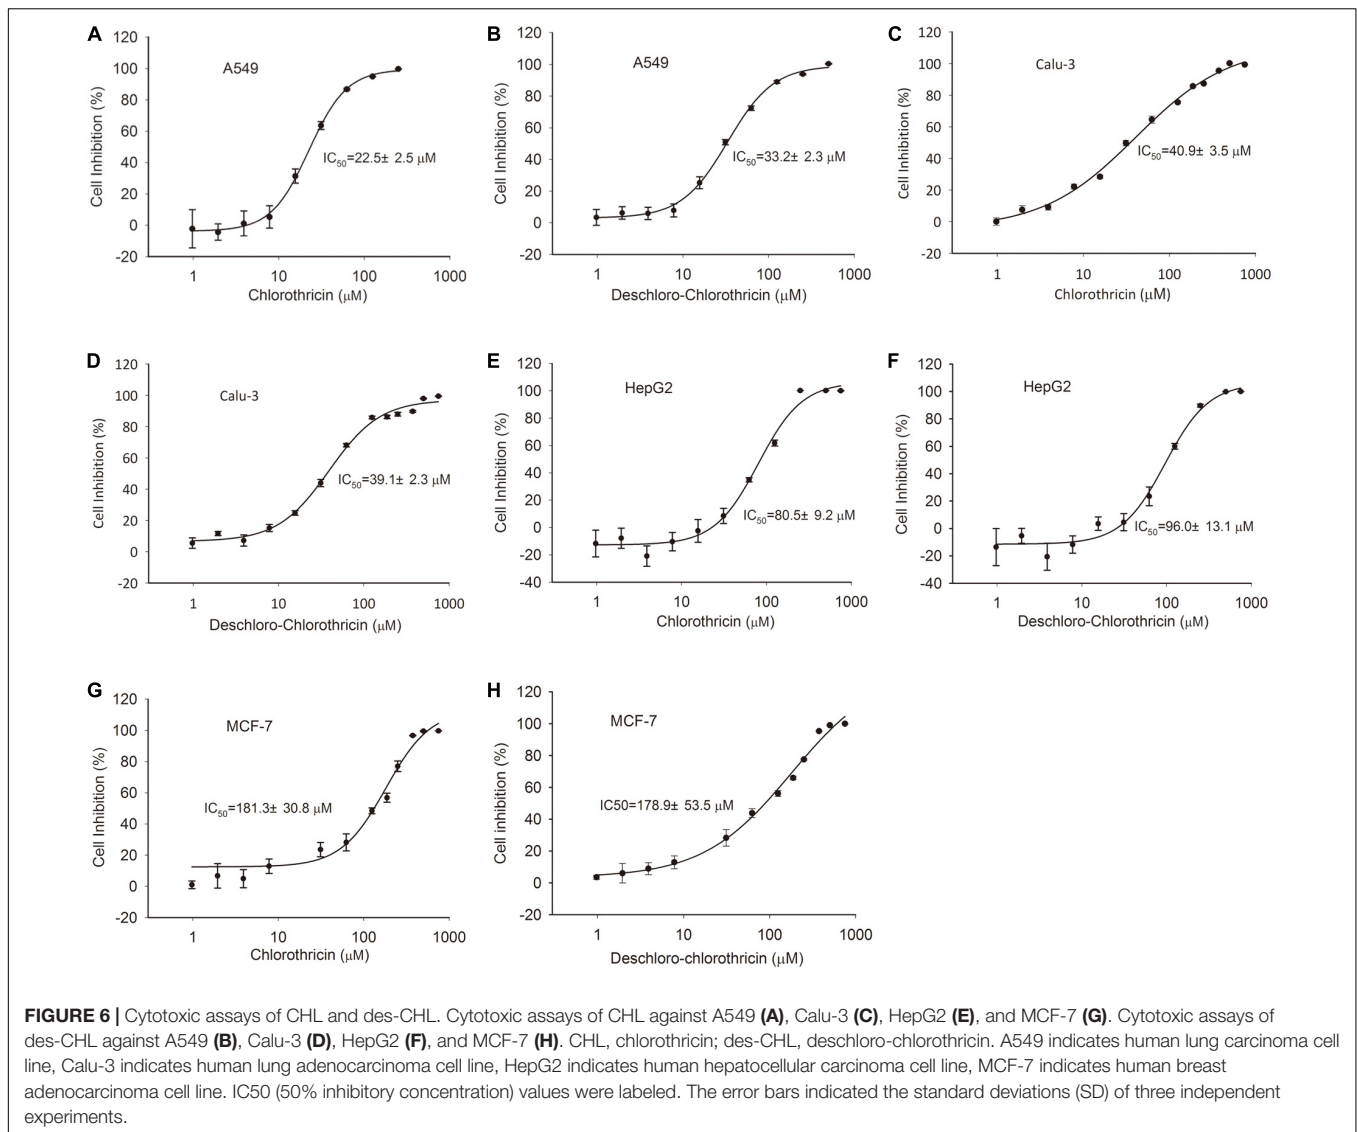 A
120
100
80
60
40
20
0
-20
Cell Inhibition (%)
A549
IC50=22.5± 2.5 μM
1 10 100 1000
Chlorothricin (μM)
B
120
100
80
60
40
20
0
-20
Cell Inhibition (%)
A549
IC50=33.2± 2.3 μM
1 10 100 1000
Deschloro-Chlorothricin (μM)
C
120
100
80
60
40
20
0
-20
Cell Inhibition (%)
Calu-3
IC50=40.9± 3.5 μM
1 10 100 1000
Chlorothricin (μM)
D
120
100
80
60
40
20
0
-20
Cell Inhibition (%)
Calu-3
IC50=39.1± 2.3 μM
1 10 100 1000
Deschloro-Chlorothricin (μM)
E
120
100
80
60
40
20
0
-20
-40
Cell Inhibition (%)
HepG2
IC50=80.5± 9.2 μM
1 10 100 1000
Chlorothricin (μM)
F
120
100
80
60
40
20
0
-20
-40
Cell Inhibition (%)
HepG2
IC50=96.0± 13.1 μM
1 10 100 1000
Deschloro-Chlorothricin (μM)
G
120
100
80
60
40
20
0
-20
Cell Inhibition (%)
MCF-7
IC50=181.3± 30.8 μM
1 10 100 1000
Chlorothricin (μM)
H
120
100
80
60
40
20
0
-20
Cell inhibition (%)
MCF-7
IC50=178.9± 53.5 μM
1 10 100 1000
Deschloro-chlorothricin (μM)
FIGURE 6 | Cytotoxic assays of CHL and des-CHL. Cytotoxic assays of CHL against A549 (A), Calu-3 (C), HepG2 (E), and MCF-7 (G). Cytotoxic assays of
des-CHL against A549 (B), Calu-3 (D), HepG2 (F), and MCF-7 (H). CHL, chlorothricin; des-CHL, deschloro-chlorothricin. A549 indicates human lung carcinoma cell
line, Calu-3 indicates human lung adenocarcinoma cell line, HepG2 indicates human hepatocellular carcinoma cell line, MCF-7 indicates human breast
adenocarcinoma cell line. IC50 (50% inhibitory concentration) values were labeled. The error bars indicated the standard deviations (SD) of three independent
experiments.